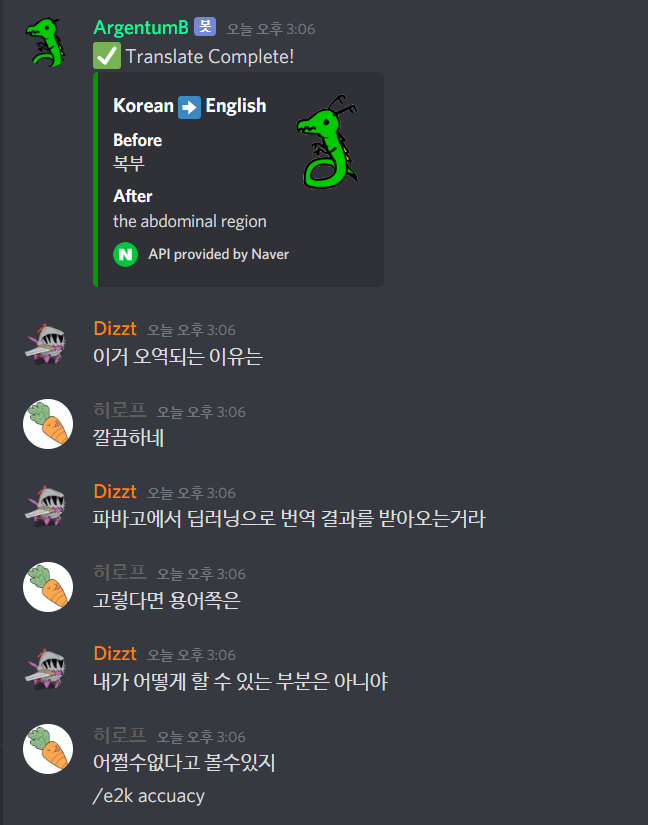 ArgentumB 봇 오늘 오후 3:06
Translate Complete!
Korean English
Before
복부
After
the abdominal region
N API provided by Naver
Dizzt 오늘 오후 3:06
이거 오역되는 이유는
히로프 오늘 오후 3:06
깔끔하네
Dizzt 오늘 오후 3:06
파바고에서 딥러닝으로 번역 결과를 받아오는거라
히로프 오늘 오후 3:06
고렇다면 용어쪽은
Dizzt 오늘 오후 3:06
내가 어떻게 할 수 있는 부분은 아니야
히로프 오늘 오후 3:06
어쩔수없다고 볼수있지
/e2k accuacy